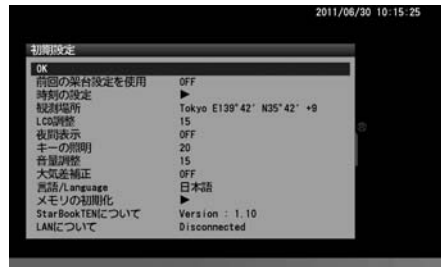 2011/06/30 10:15:25
初期設定
OK
前回の架台設定を使用 OFF
時刻の設定 ▶
観測場所 Tokyo E139°42′ N35°42′ +9
LCD調整 15
夜間表示 OFF
キーの照明 20
音量調整 15
大気差補正 OFF
言語/Language 日本語
メモリの初期化 ▶
StarBookTENについて Version : 1.10
LANについて Disconnected